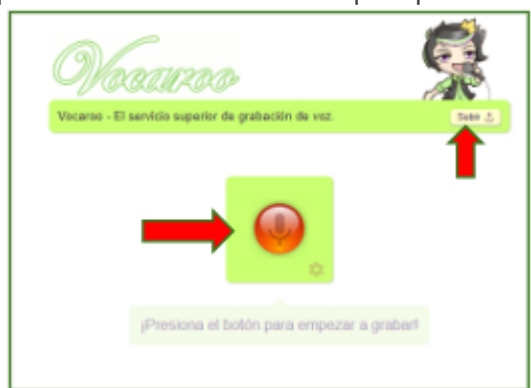 Vocaroo
Vocaroo - El servicio superior de grabación de voz.
Subir
¡Presiona el botón para empezar a grabar!